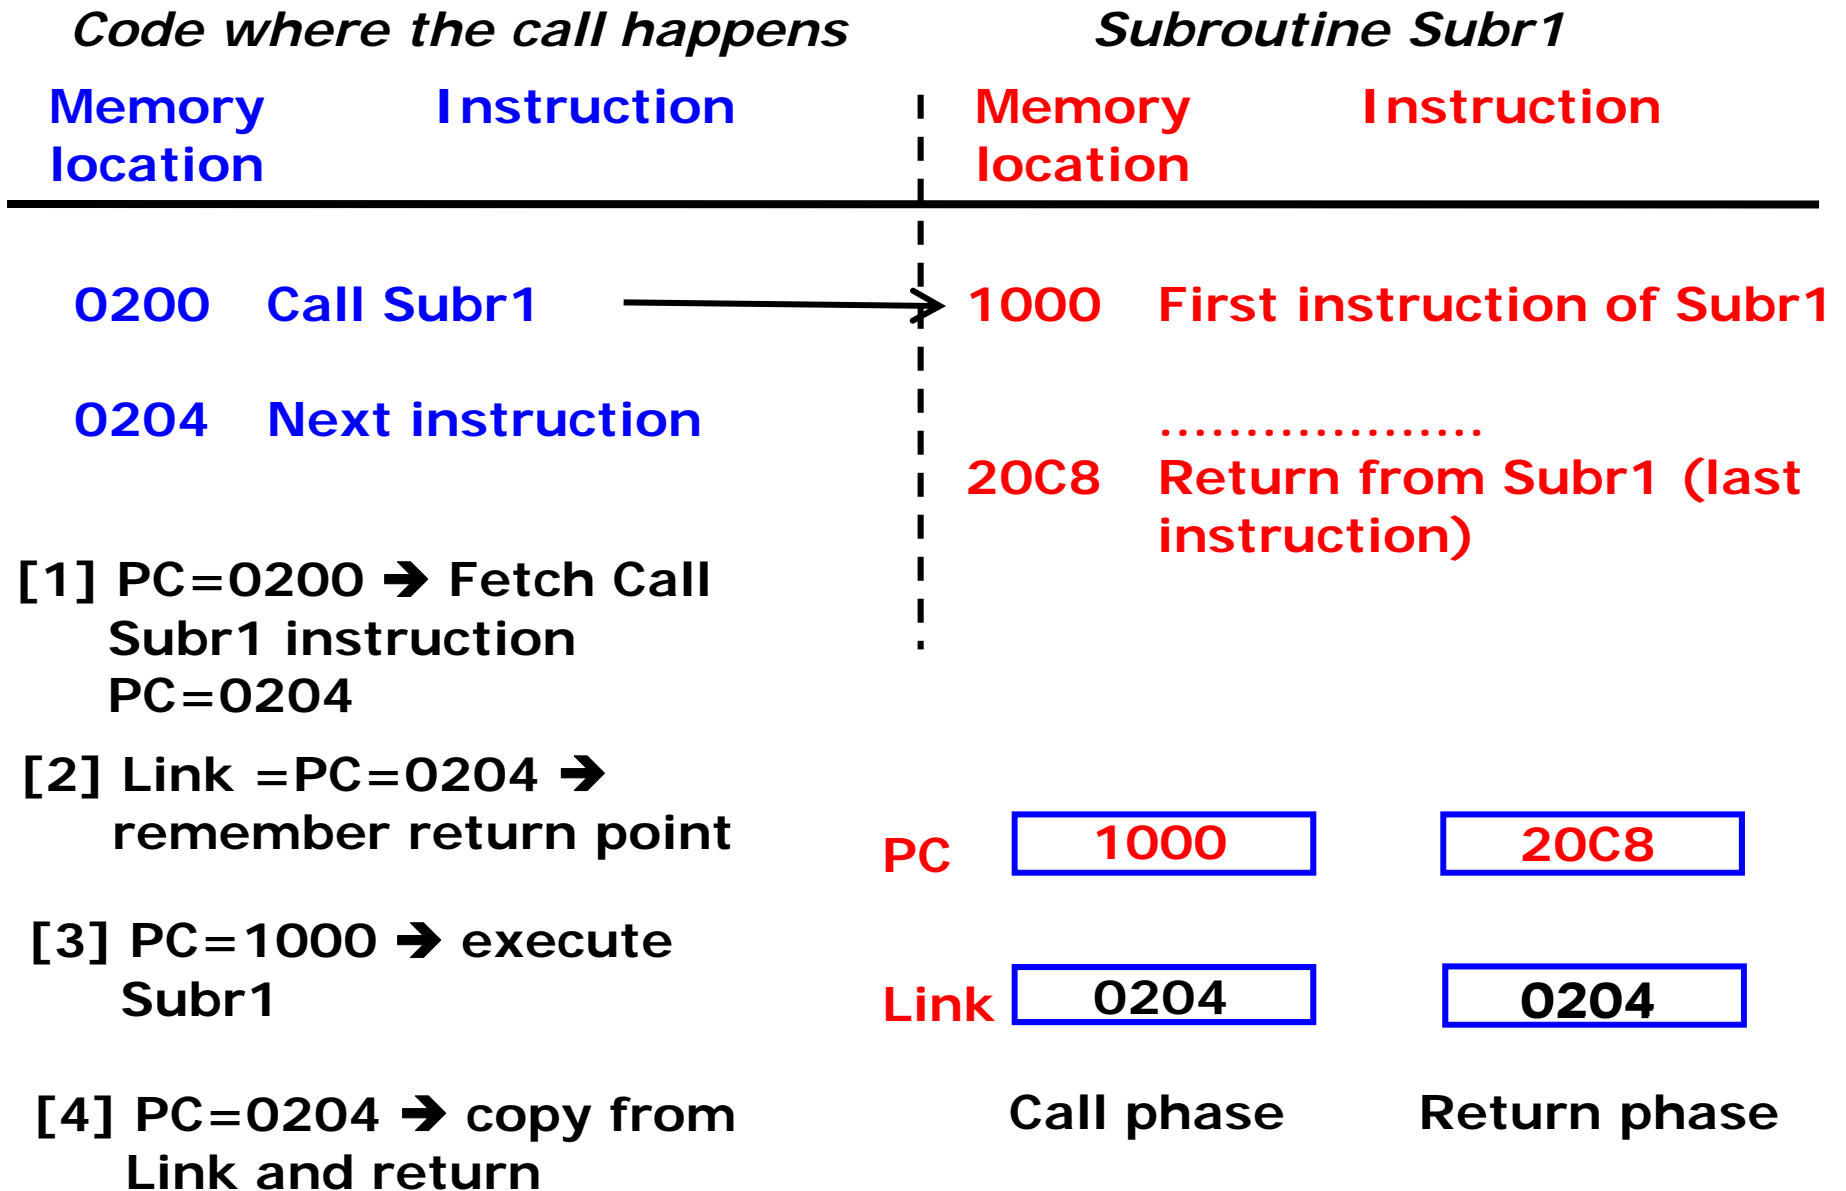 Code where the call happens
Subroutine Subr1
Memory location
Instruction
Memory location
Instruction
0200 Call Subr1
1000 First instruction of Subr1
0204 Next instruction
...................
20C8 Return from Subr1 (last
instruction)
[1] PC=0200 ➔ Fetch Call
Subr1 instruction
PC=0204
[2] Link =PC=0204 ➔
remember return point
[3] PC=1000 ➔ execute
Subr1
[4] PC=0204 ➔ copy from
Link and return
PC 1000 20C8
Link 0204 0204
Call phase Return phase